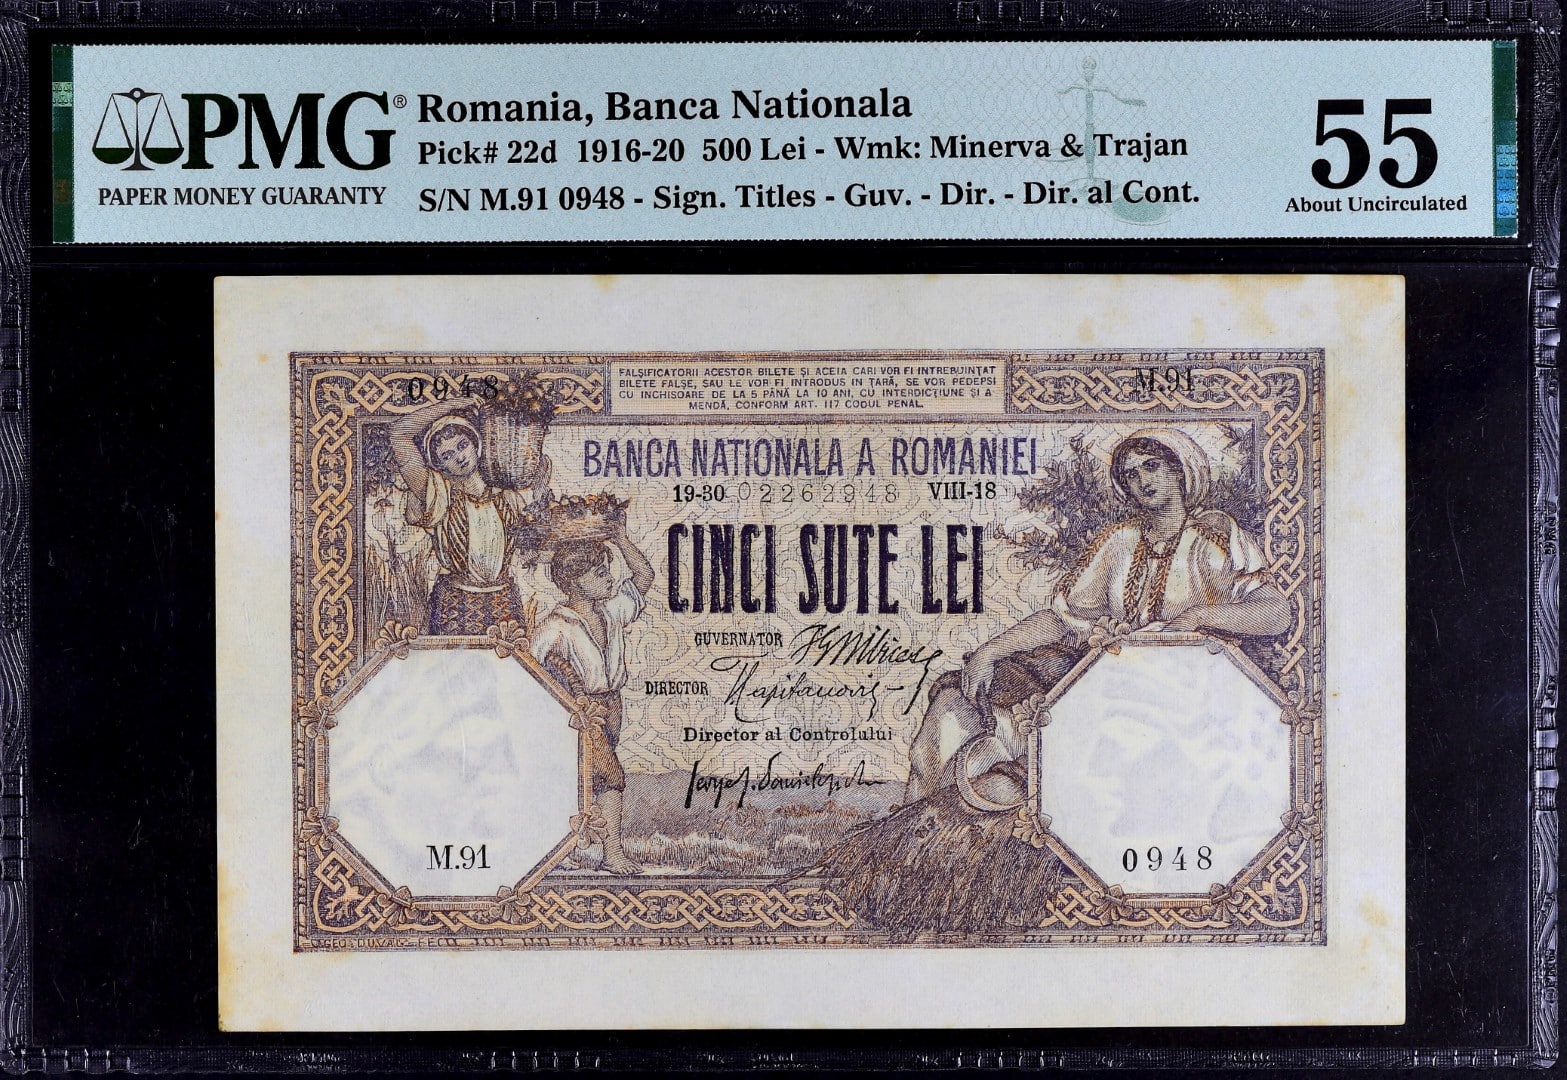 PMG®
PAPER MONEY GUARANTY
Romania, Banca Nationala
Pick# 22d 1916-20 500 Lei - Wmk: Minerva & Trajan
S/N M.91 0948 - Sign. Titles - Guv. - Dir. - Dir. al Cont.
55
About Uncirculated
0948
FALȘIFICATORII ACESTOR BILETE ȘI ACEIA CARI VOR FI INTREBUINȚAT
BILETE FALȘE, SAU LE VOR FI INTRODUS IN ȚARĂ, SE VOR PEDEPSI
CU INCHISOARE DE LA 5 PÂNĂ LA 10 ANI, CU INTERDICȚIUNE ȘI A-
MENDĂ, CONFORM ART. 117 CODUL PENAL.
M.91
BANCA NATIONALA A ROMANIEI
19-30 02262948 VIII-18
CINCI SUTE LEI
GUVERNATOR
DIRECTOR
Director al Controlului
M.91
0948
GEO. DUVAL FEC